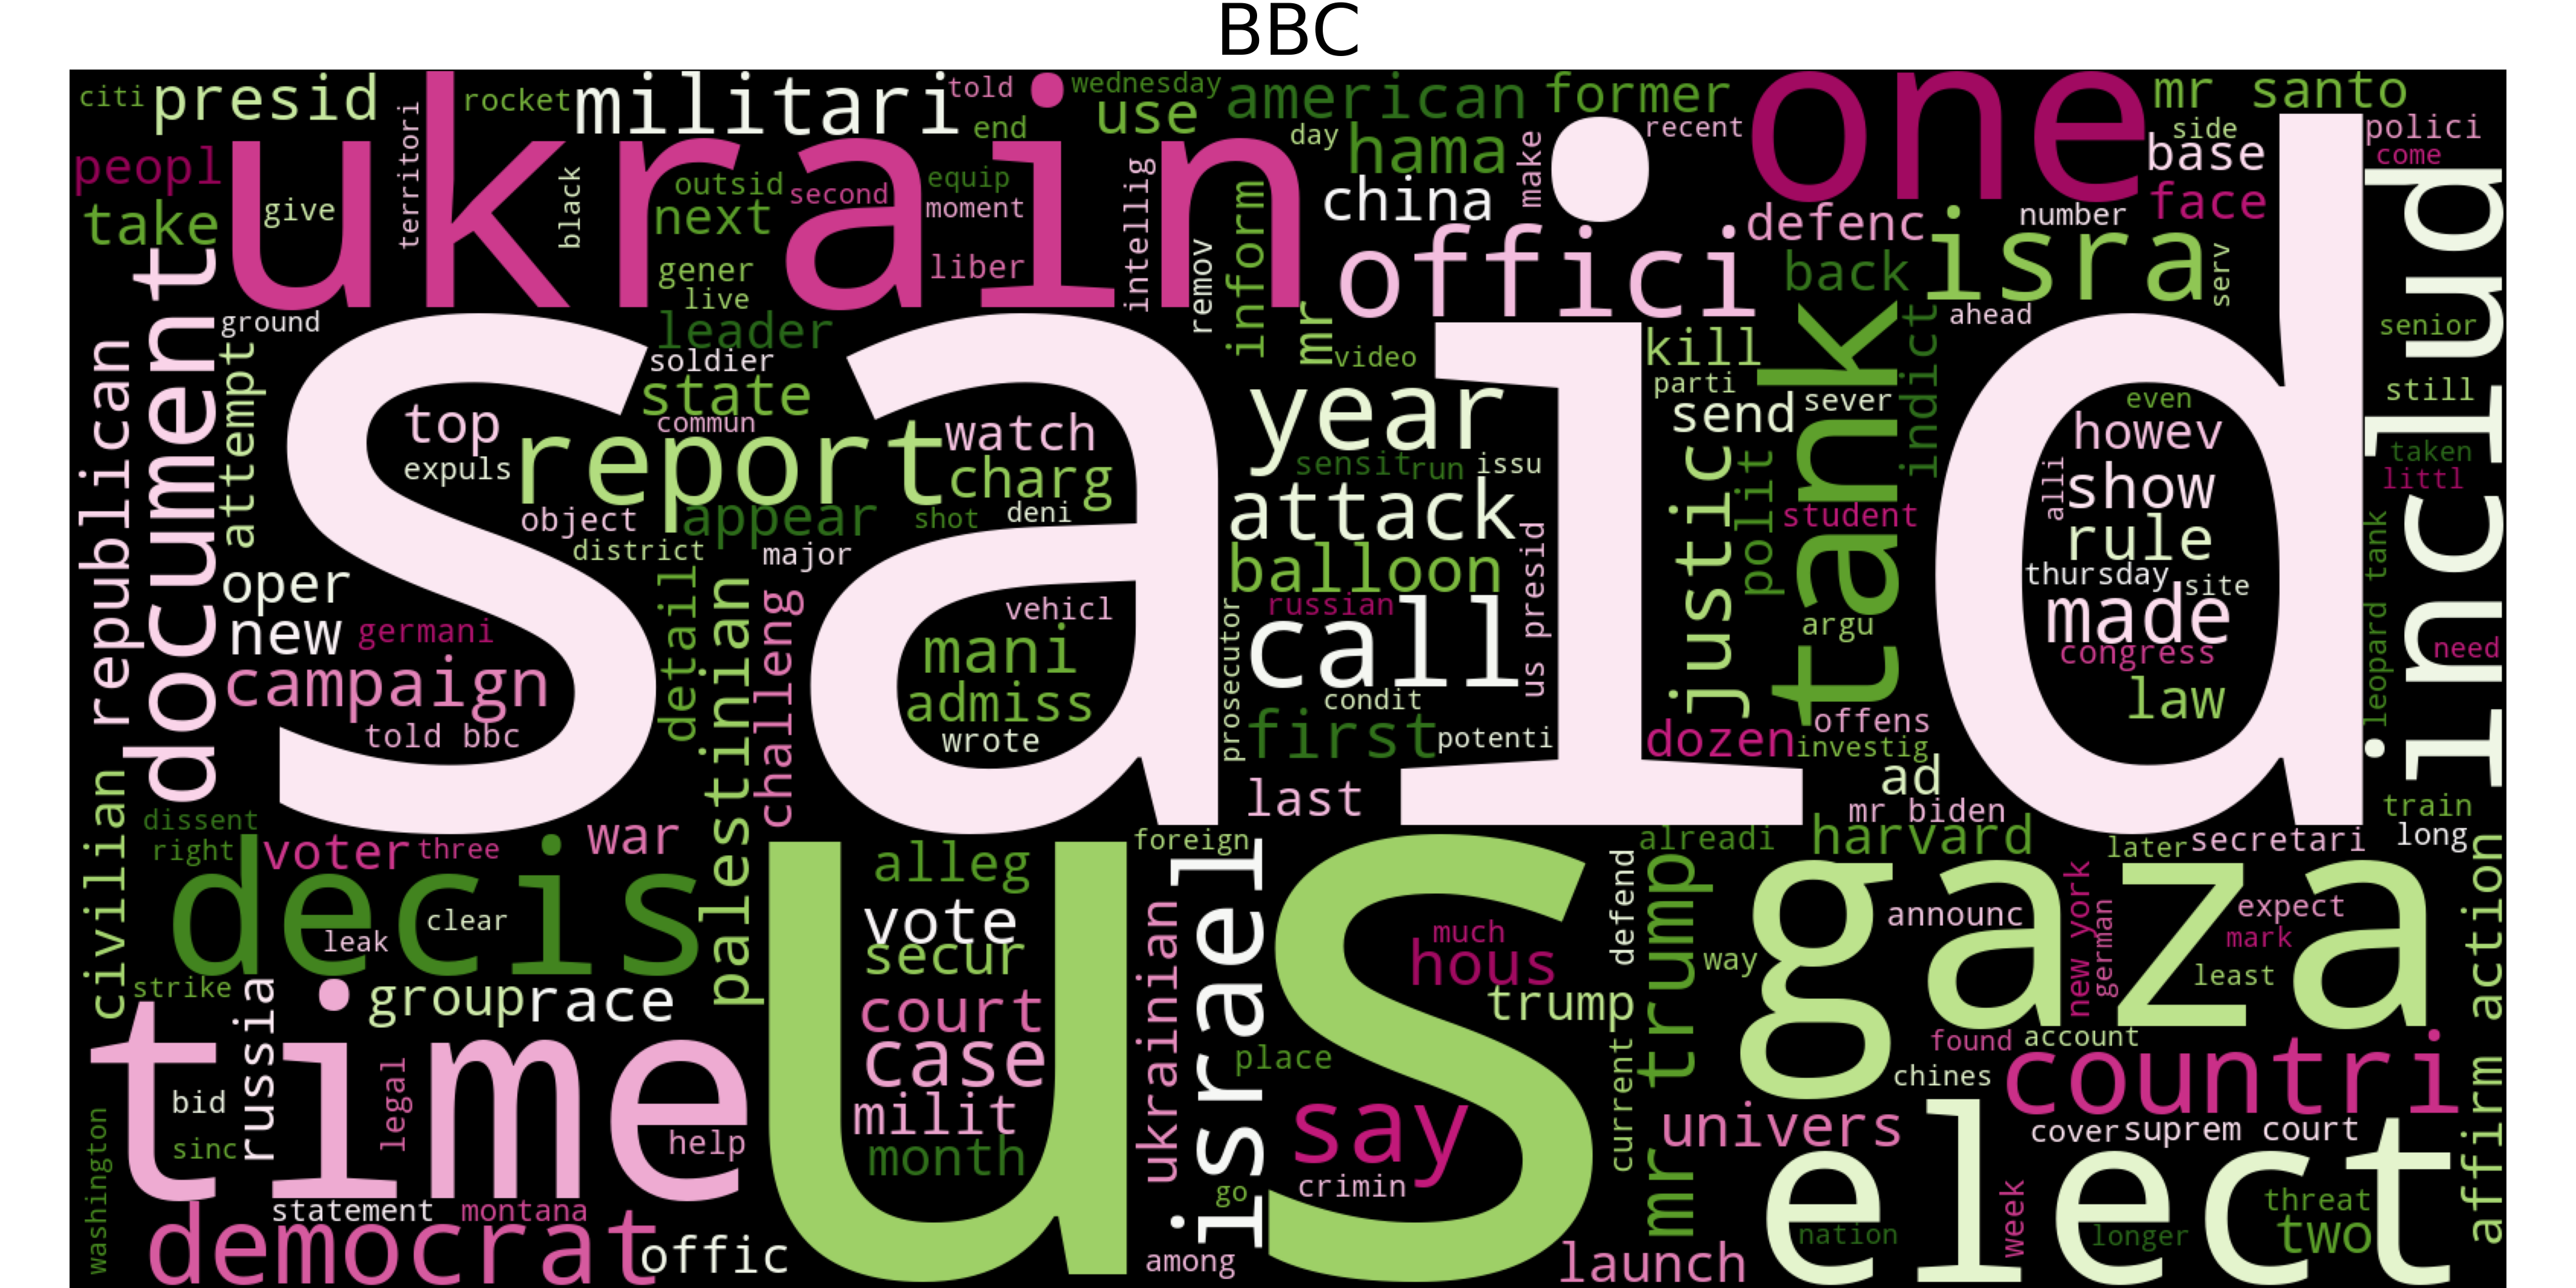 BBC
citi
presid
rocket
militari
told
wednesday
use
american
former
one
mr santo
peopl
territori
ukrain
end
day
hama
make
recent
side
base
polici
come
take
give
black
outsid
next
second
equip
moment
intellig
inform
china
offici
defenc
number
face
isra
serv
gener
live
liber
remov
back
includ
document
ground
leader
soldier
state
commun
mr
video
kill
parti
send
sever
indict
ahead
senior
still
republican
attempt
said
top
expuls
report
watch
charg
year
sensit
run
issu
tank
even
howev
taken
littl
object
appear
shot
deni
district
major
attack
balloon
justic
polit
student
alli
show
rule
thursday
site
made
congress
law
leopard tank
need
oper
new
germani
campaign
told bbc
detail
palestinian
challeng
vehicl
mani
admiss
wrote
prosecutor
russian
call
us presid
condit
first
potenti
argu
dozen
offens
investig
ad
mr biden
last
train
long
civilian
dissent
right
voter
three
war
decis
clear
leak
foreign
alreadi
harvard
later
secretari
us
alleg
vote
secur
court
case
milit
month
israel
ukrainian
much
hous
trump
defend
mr trump
way
gaza
announc
new york
german
expect
mark
least
affirm action
strike
russia
group
race
time
bid
sinc
legal
help
place
say
crimin
go
current
found
account
chines
countri
univers
cover
suprem court
washington
statement
montana
democrat
offic
among
launch
elect
nation
week
longer
threat
two